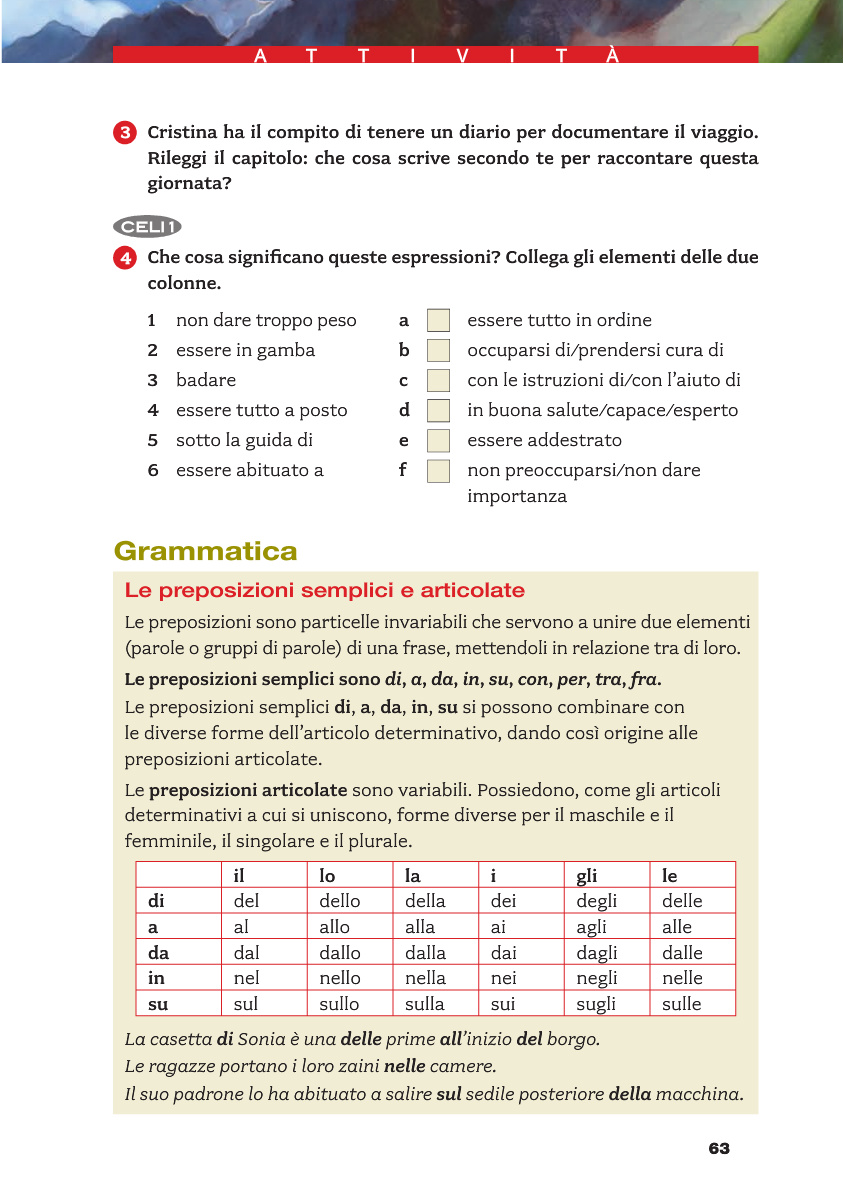 ATTIVITÀ
3 Cristina ha il compito di tenere un diario per documentare il viaggio.
Rileggi il capitolo: che cosa scrive secondo te per raccontare questa
giornata?
CELI 1
4 Che cosa significano queste espressioni? Collega gli elementi delle due
colonne.
1 non dare troppo peso a essere tutto in ordine
2 essere in gamba b occuparsi di/prendersi cura di
3 badare c con le istruzioni di/con l’aiuto di
4 essere tutto a posto d in buona salute/capace/esperto
5 sotto la guida di e essere addestrato
6 essere abituato a f non preoccuparsi/non dare
importanza
Grammatica
Le preposizioni semplici e articolate
Le preposizioni sono particelle invariabili che servono a unire due elementi
(parole o gruppi di parole) di una frase, mettendoli in relazione tra di loro.
Le preposizioni semplici sono di, a, da, in, su, con, per, tra, fra.
Le preposizioni semplici di, a, da, in, su si possono combinare con
le diverse forme dell’articolo determinativo, dando così origine alle
preposizioni articolate.
Le preposizioni articolate sono variabili. Possiedono, come gli articoli
determinativi a cui si uniscono, forme diverse per il maschile e il
femminile, il singolare e il plurale.
il lo la i gli le
di del dello della dei degli delle
a al allo alla ai agli alle
da dal dallo dalla dai dagli dalle
in nel nello nella nei negli nelle
su sul sullo sulla sui sugli sulle
La casetta di Sonia è una delle prime all’inizio del borgo.
Le ragazze portano i loro zaini nelle camere.
Il suo padrone lo ha abituato a salire sul sedile posteriore della macchina.
63